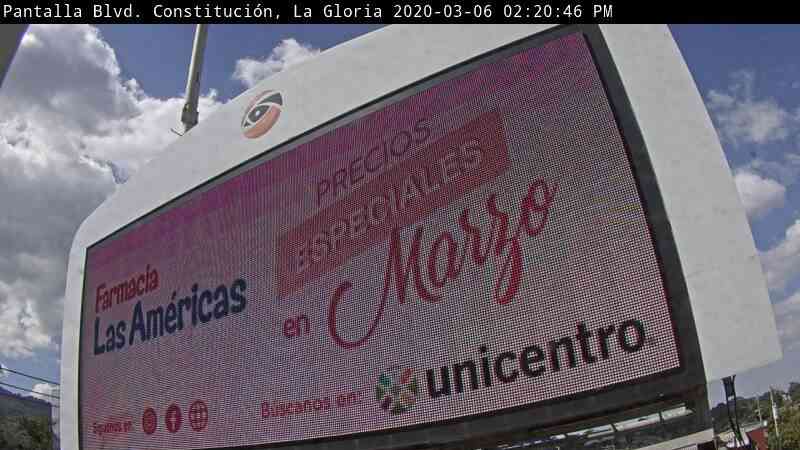 Pantalla Blvd. Constitución, La Gloria 2020-03-06 02:20:46 PM
PRECIOS
ESPECIALES
en Marzo
Farmacia
Las Américas
Síguenos en:
Búscanos en: unicentro